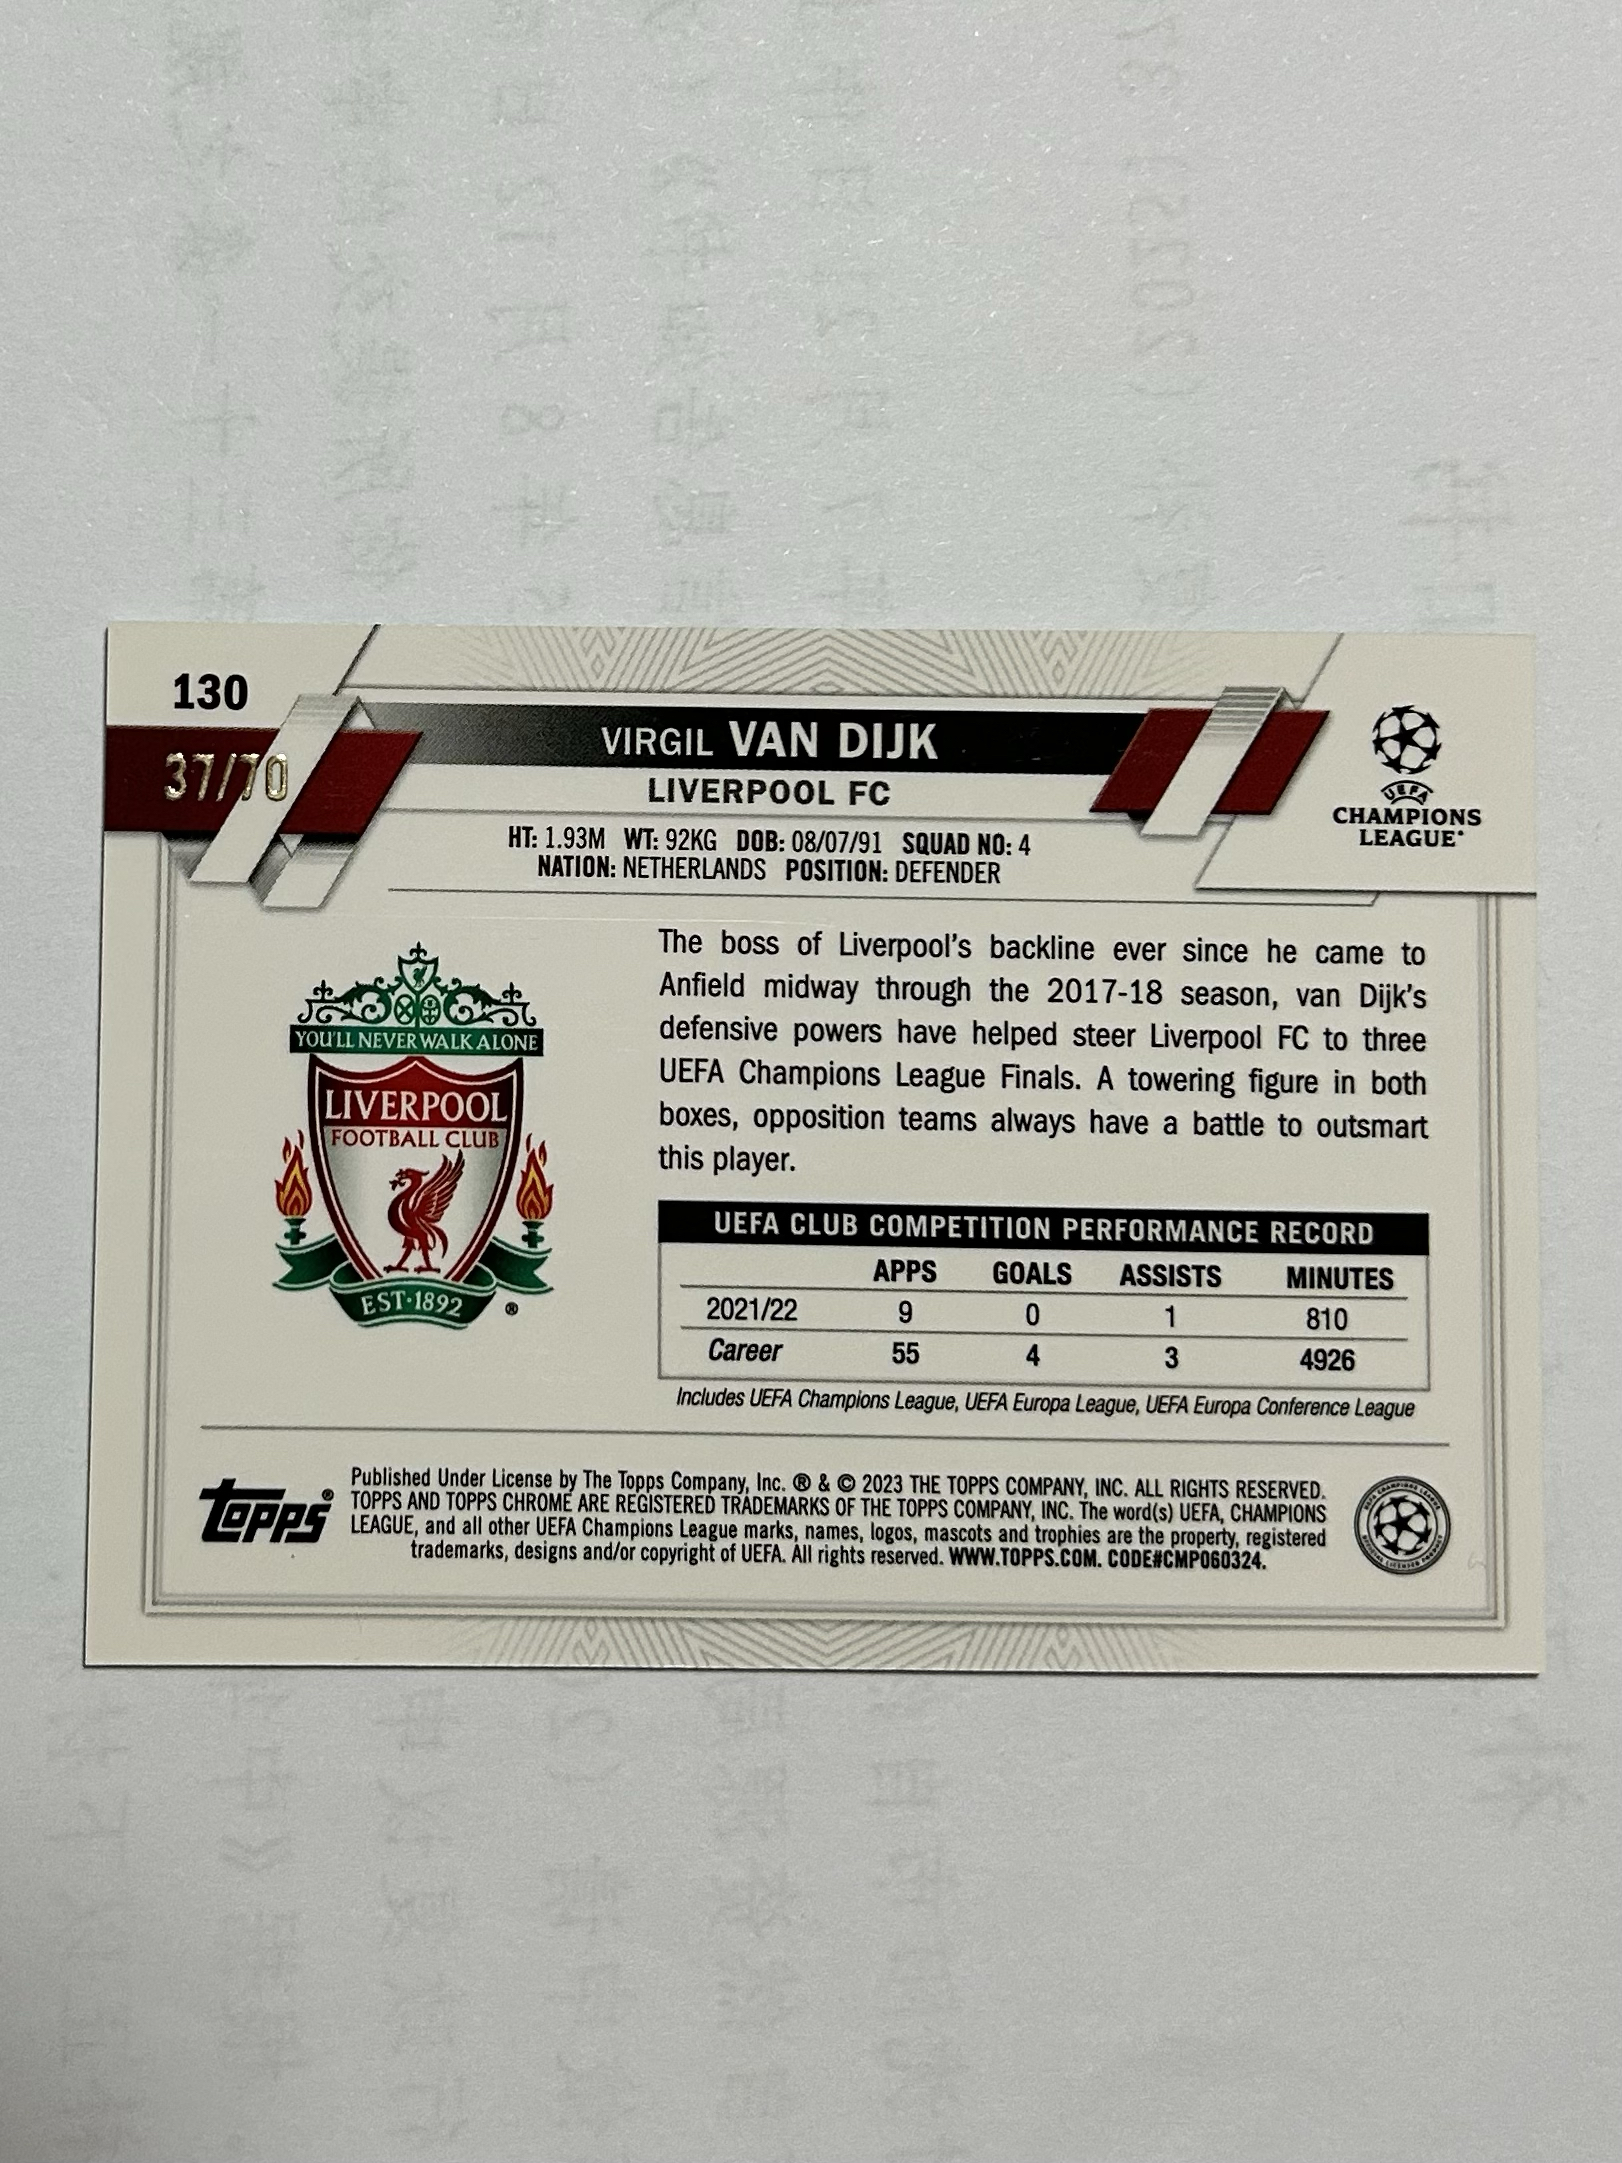 130
37/70
VIRGIL VAN DIJK
LIVERPOOL FC
HT: 1.93M WT: 92KG DOB: 08/07/91 SQUAD NO: 4
NATION: NETHERLANDS POSITION: DEFENDER
UEFA
CHAMPIONS
LEAGUE
YOU'LL NEVER WALK ALONE
LIVERPOOL
FOOTBALL CLUB
EST·1892
®
The boss of Liverpool's backline ever since he came to
Anfield midway through the 2017-18 season, van Dijk's
defensive powers have helped steer Liverpool FC to three
UEFA Champions League Finals. A towering figure in both
boxes, opposition teams always have a battle to outsmart
this player.
UEFA CLUB COMPETITION PERFORMANCE RECORD
APPS GOALS ASSISTS MINUTES
2021/22 9 0 1 810
Career 55 4 3 4926
Includes UEFA Champions League, UEFA Europa League, UEFA Europa Conference League
topps®
Published Under License by The Topps Company, Inc. ® & © 2023 THE TOPPS COMPANY, INC. ALL RIGHTS RESERVED.
TOPPS AND TOPPS CHROME ARE REGISTERED TRADEMARKS OF THE TOPPS COMPANY, INC. The word(s) UEFA, CHAMPIONS
LEAGUE, and all other UEFA Champions League marks, names, logos, mascots and trophies are the property, registered
trademarks, designs and/or copyright of UEFA. All rights reserved. WWW.TOPPS.COM. CODE#CMP060324.